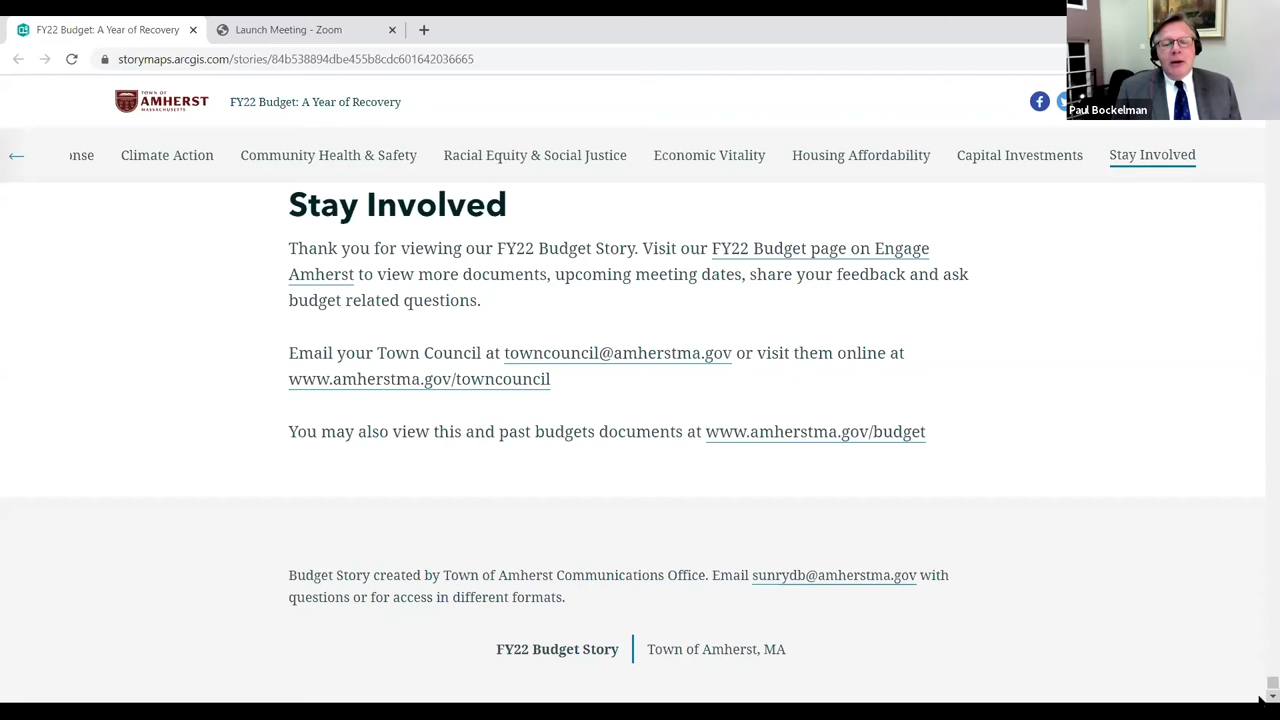 FY22 Budget: A Year of Recovery
Launch Meeting - Zoom
storymaps.arcgis.com/stories/84b538894dbe455b8cdc601642036665
Paul Bockelman
TOWN OF
AMHERST
MASSACHUSETTS
FY22 Budget: A Year of Recovery
onse Climate Action Community Health & Safety Racial Equity & Social Justice Economic Vitality Housing Affordability Capital Investments Stay Involved
Stay Involved
Thank you for viewing our FY22 Budget Story. Visit our FY22 Budget page on Engage
Amherst to view more documents, upcoming meeting dates, share your feedback and ask
budget related questions.
Email your Town Council at towncouncil@amherstma.gov or visit them online at
www.amherstma.gov/towncouncil
You may also view this and past budgets documents at www.amherstma.gov/budget
Budget Story created by Town of Amherst Communications Office. Email sunrydb@amherstma.gov with
questions or for access in different formats.
FY22 Budget Story Town of Amherst, MA